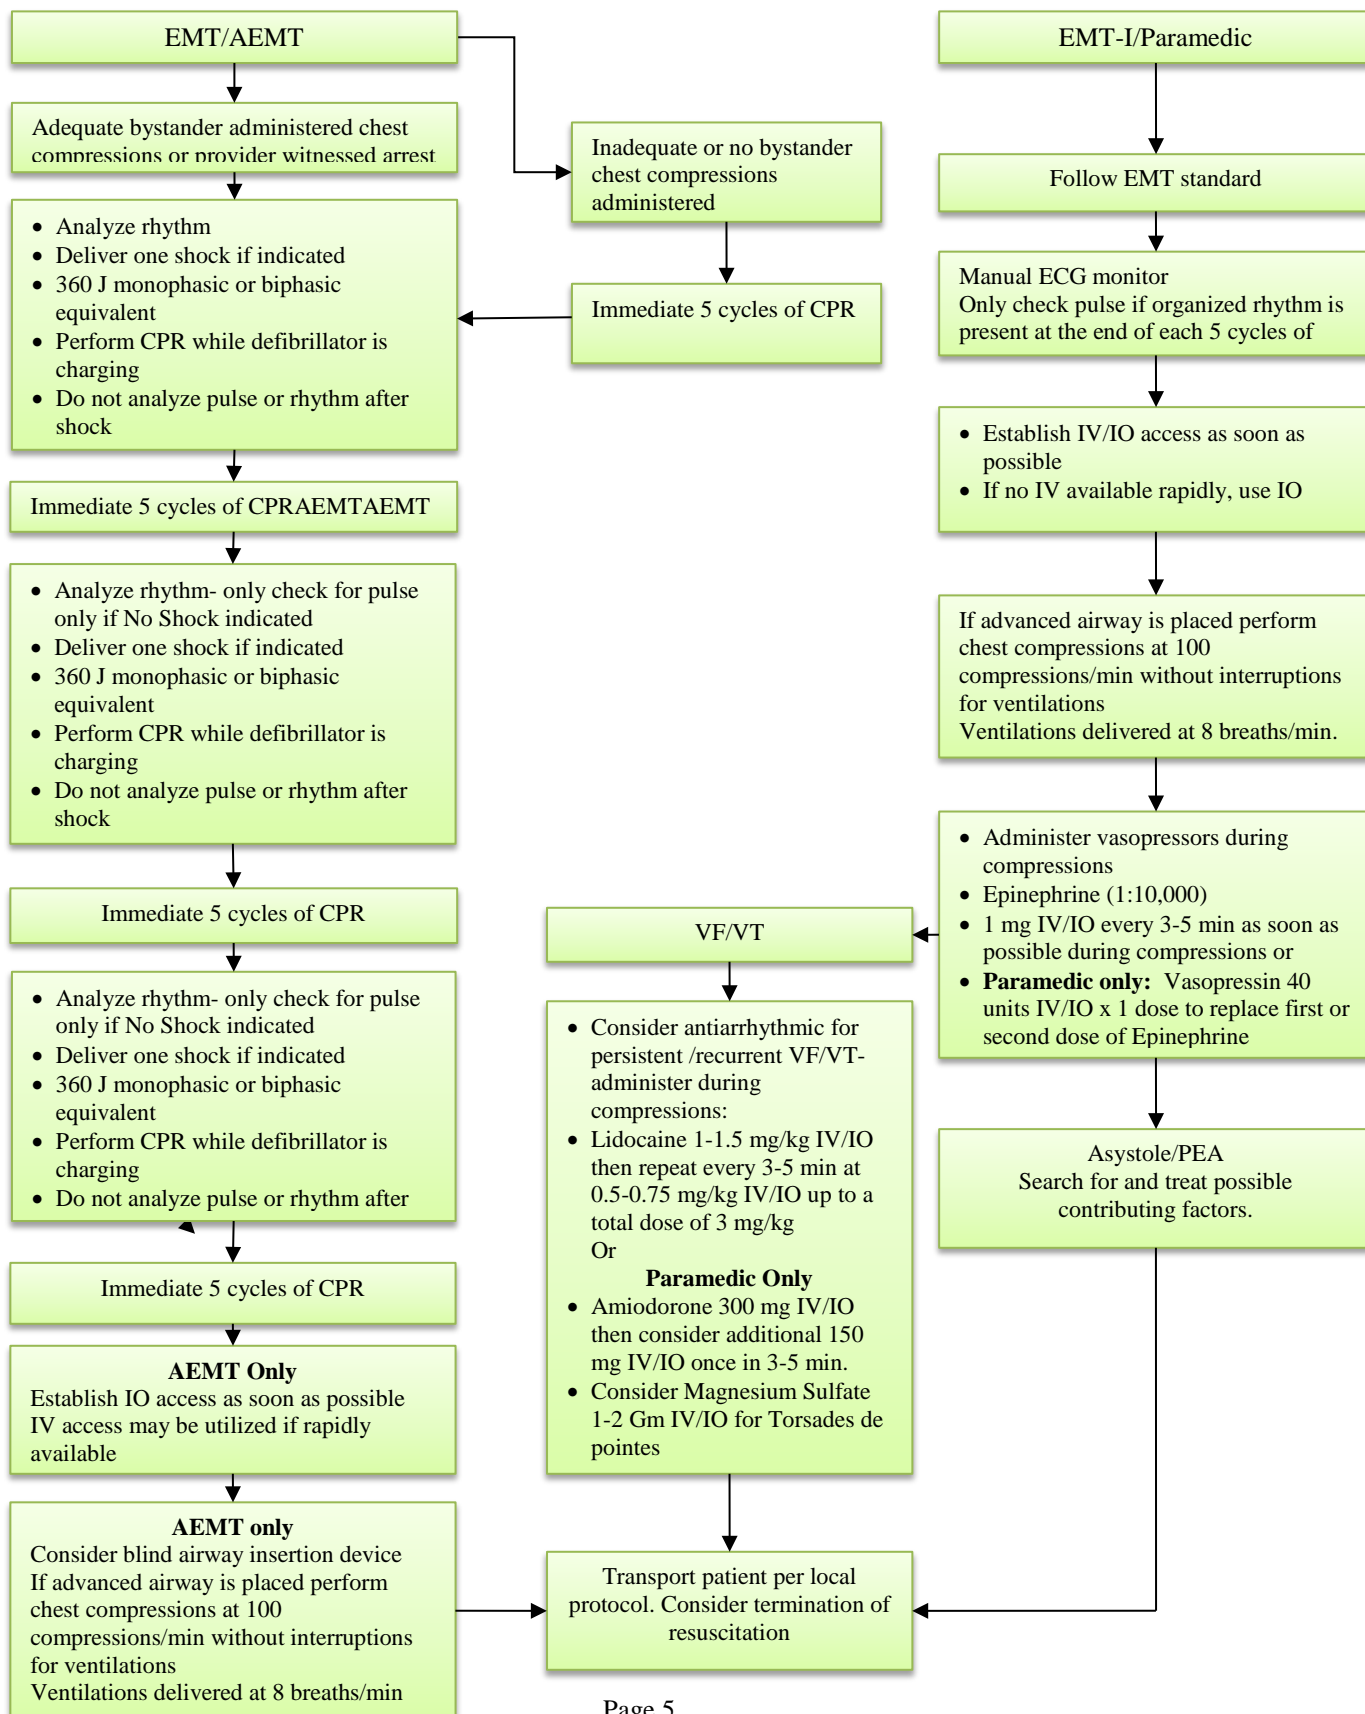 EMT/AEMT
Adequate bystander administered chest
compressions or provider witnessed arrest
Inadequate or no bystander
chest compressions
administered
Immediate 5 cycles of CPR
• Analyze rhythm
• Deliver one shock if indicated
• 360 J monophasic or biphasic
equivalent
• Perform CPR while defibrillator is
charging
• Do not analyze pulse or rhythm after
shock
Immediate 5 cycles of CPRAEMTAEMT
• Analyze rhythm- only check for pulse
only if No Shock indicated
• Deliver one shock if indicated
• 360 J monophasic or biphasic
equivalent
• Perform CPR while defibrillator is
charging
• Do not analyze pulse or rhythm after
shock
Immediate 5 cycles of CPR
• Analyze rhythm- only check for pulse
only if No Shock indicated
• Deliver one shock if indicated
• 360 J monophasic or biphasic
equivalent
• Perform CPR while defibrillator is
charging
• Do not analyze pulse or rhythm after
Immediate 5 cycles of CPR
AEMT Only
Establish IO access as soon as possible
IV access may be utilized if rapidly
available
AEMT only
Consider blind airway insertion device
If advanced airway is placed perform
chest compressions at 100
compressions/min without interruptions
for ventilations
Ventilations delivered at 8 breaths/min
EMT-I/Paramedic
Follow EMT standard
Manual ECG monitor
Only check pulse if organized rhythm is
present at the end of each 5 cycles of
• Establish IV/IO access as soon as
possible
• If no IV available rapidly, use IO
If advanced airway is placed perform
chest compressions at 100
compressions/min without interruptions
for ventilations
Ventilations delivered at 8 breaths/min.
• Administer vasopressors during
compressions
• Epinephrine (1:10,000)
• 1 mg IV/IO every 3-5 min as soon as
possible during compressions or
• Paramedic only: Vasopressin 40
units IV/IO x 1 dose to replace first or
second dose of Epinephrine
VF/VT
• Consider antiarrhythmic for
persistent /recurrent VF/VT-
administer during
compressions:
• Lidocaine 1-1.5 mg/kg IV/IO
then repeat every 3-5 min at
0.5-0.75 mg/kg IV/IO up to a
total dose of 3 mg/kg
Or
Paramedic Only
• Amiodorone 300 mg IV/IO
then consider additional 150
mg IV/IO once in 3-5 min.
• Consider Magnesium Sulfate
1-2 Gm IV/IO for Torsades de
pointes
Asystole/PEA
Search for and treat possible
contributing factors.
Transport patient per local
protocol. Consider termination of
resuscitation
Page 5